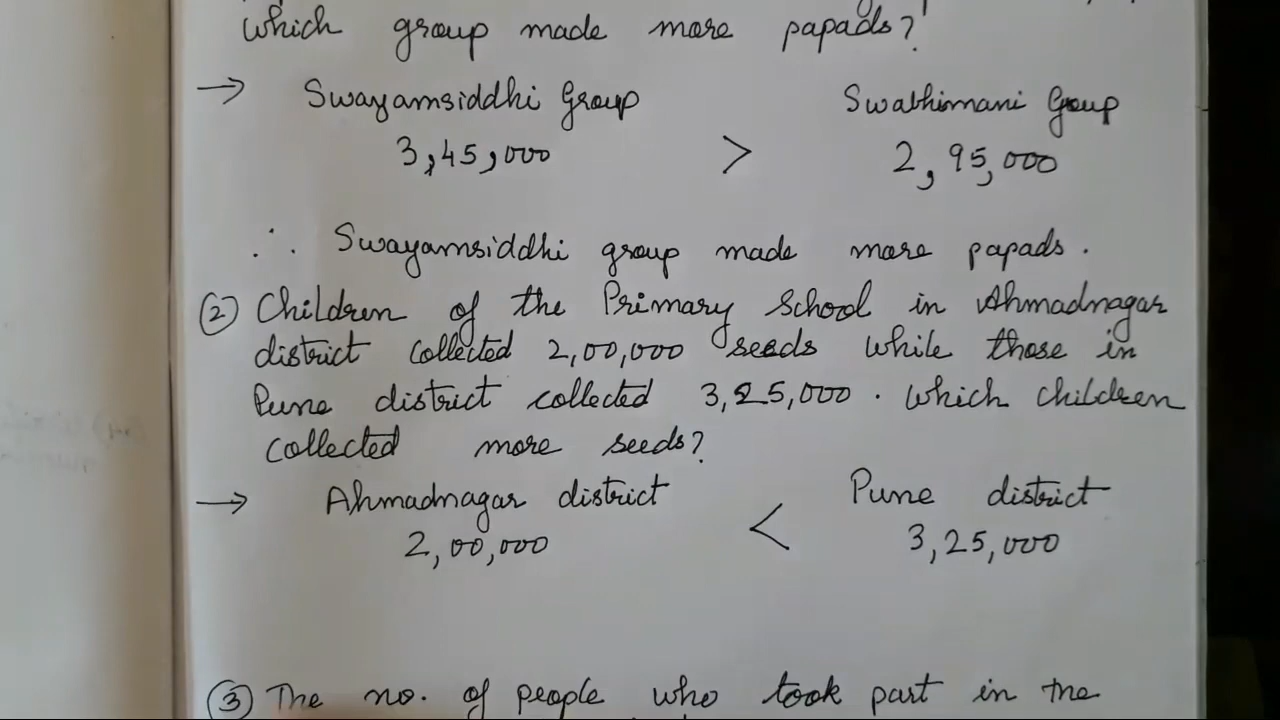 which group made more papads?
→ Swayamsiddhi Group Swabhimani Group
3,45,000 > 2,95,000
∴ Swayamsiddhi group made more papads.
② Children of the Primary School in Ahmadnagar
district collected 2,00,000 seeds while those in
Pune district collected 3,25,000. Which children
collected more seeds?
→ Ahmadnagar district Pune district
2,00,000 < 3,25,000
③ The no. of people who took part in the